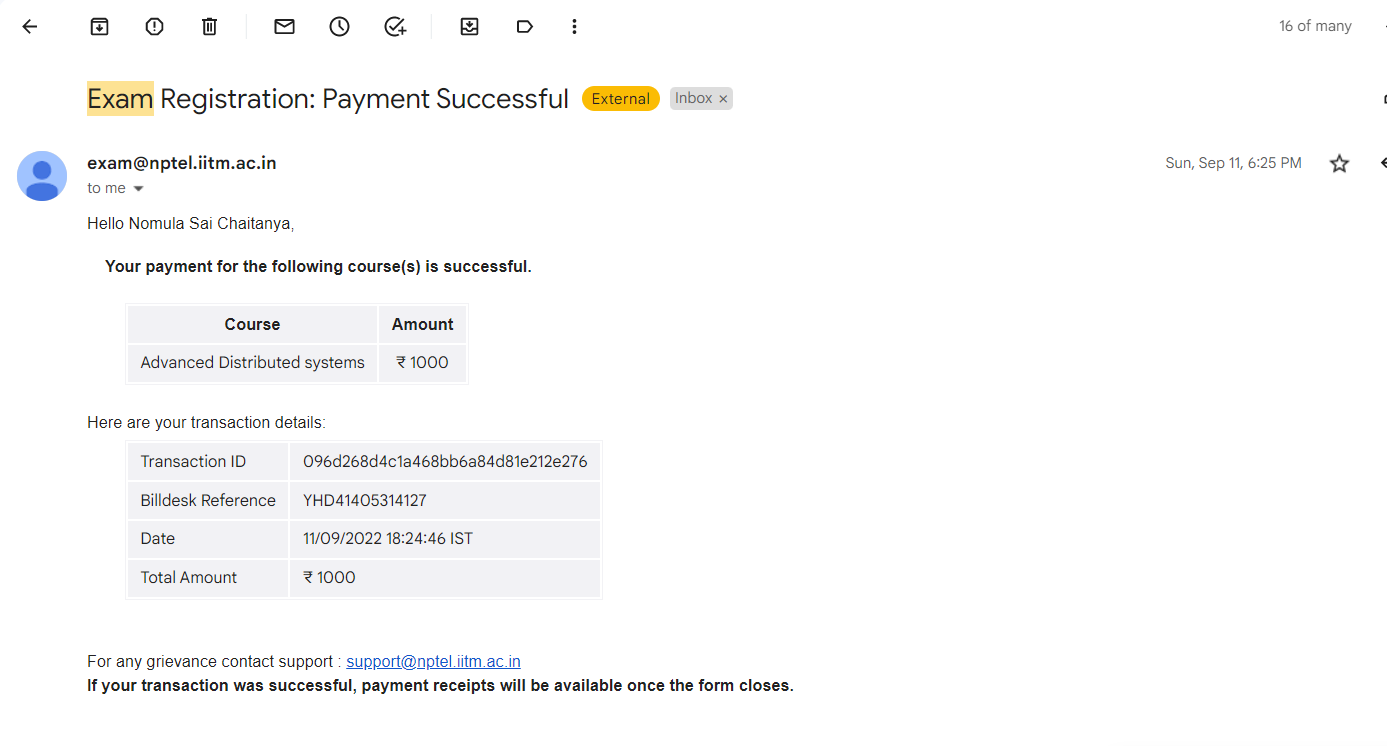 16 of many
Exam Registration: Payment Successful External Inbox ×
exam@nptel.iitm.ac.in Sun, Sep 11, 6:25 PM
to me
Hello Nomula Sai Chaitanya,
Your payment for the following course(s) is successful.
Course Amount
Advanced Distributed systems ₹ 1000
Here are your transaction details:
Transaction ID 096d268d4c1a468bb6a84d81e212e276
Billdesk Reference YHD41405314127
Date 11/09/2022 18:24:46 IST
Total Amount ₹ 1000
For any grievance contact support : support@nptel.iitm.ac.in
If your transaction was successful, payment receipts will be available once the form closes.